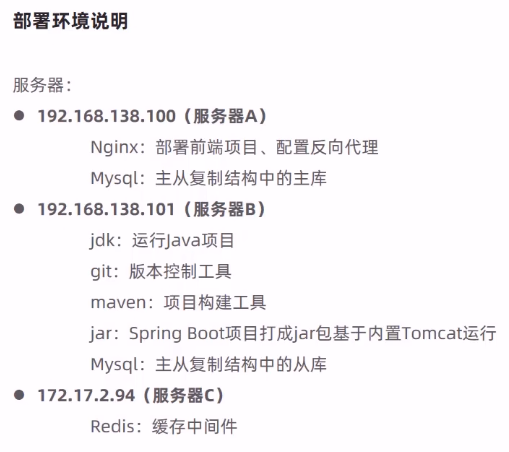 部署环境说明
服务器：
● 192.168.138.100（服务器A）
Nginx：部署前端项目、配置反向代理
Mysql：主从复制结构中的主库
● 192.168.138.101（服务器B）
jdk：运行Java项目
git：版本控制工具
maven：项目构建工具
jar：Spring Boot项目打成jar包基于内置Tomcat运行
Mysql：主从复制结构中的从库
● 172.17.2.94（服务器C）
Redis：缓存中间件